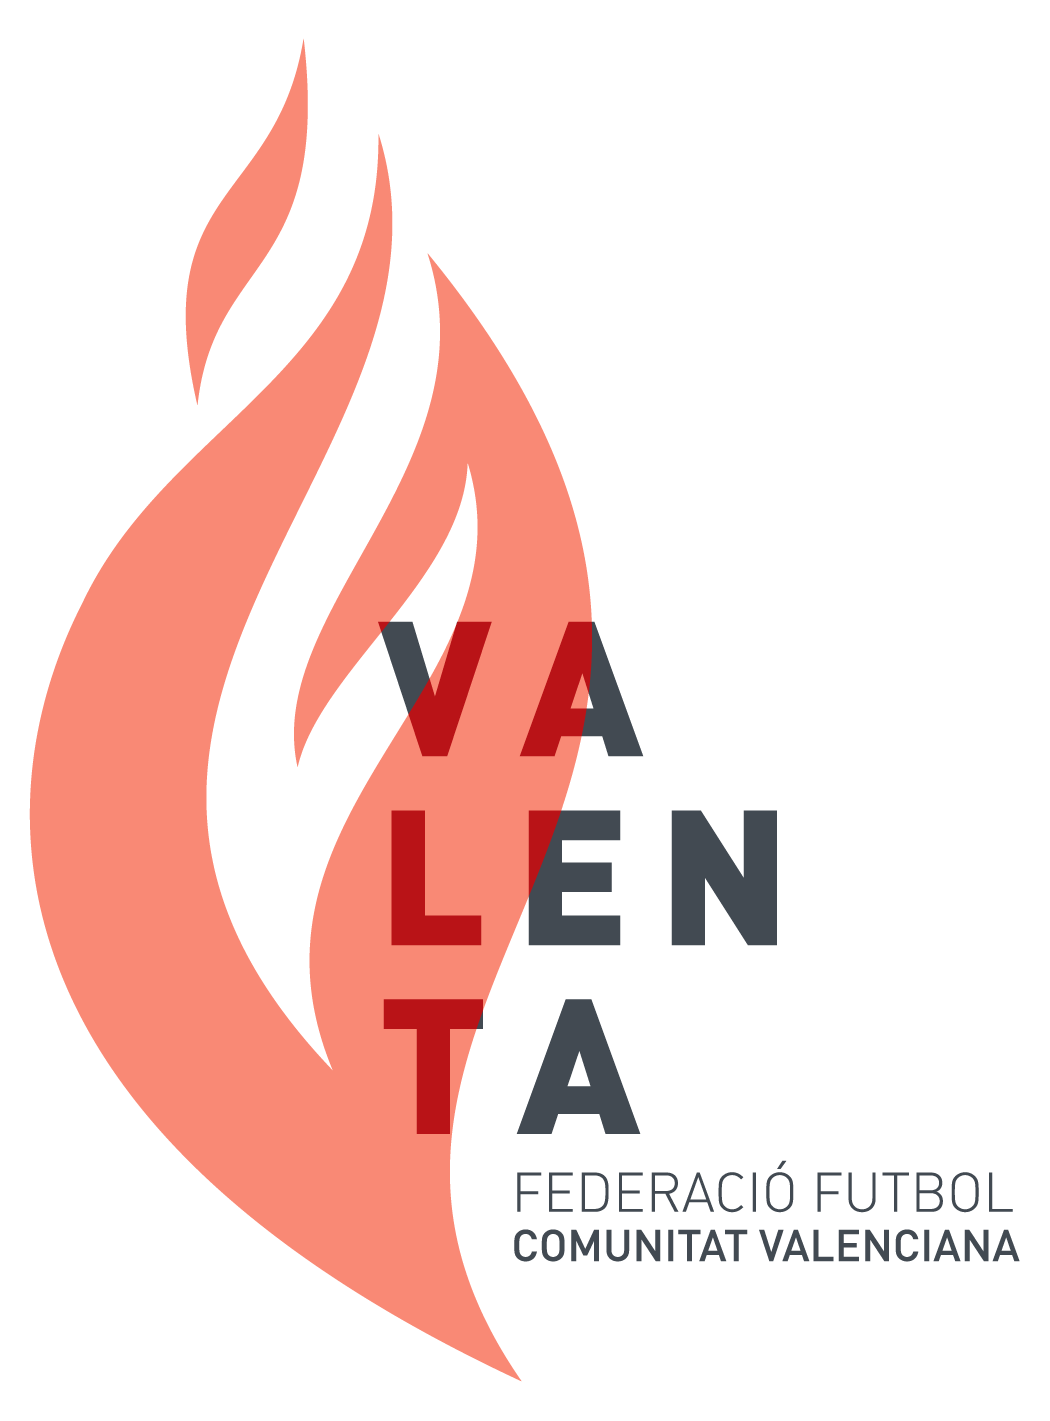 VA
LEN
TA
FEDERACIÓ FUTBOL
COMUNITAT VALENCIANA